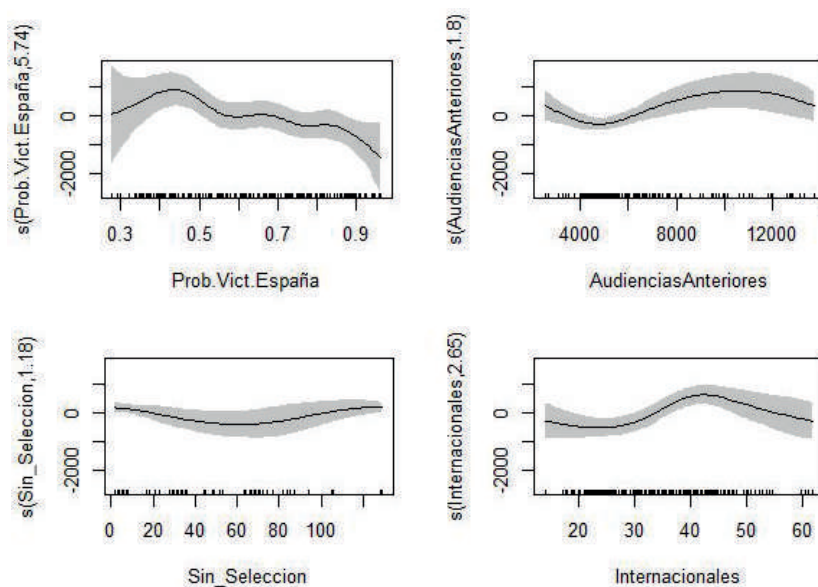 s(Prob.Vict.España,5.74)
0
-2000
0.3 0.5 0.7 0.9
Prob.Vict.España
s(AudienciasAnteriores,1.8)
0
-2000
4000 8000 12000
AudienciasAnteriores
s(Sin_Seleccion,1.18)
0
-2000
0 20 40 60 80 100
Sin_Seleccion
s(Internacionales,2.65)
0
-2000
20 30 40 50 60
Internacionales